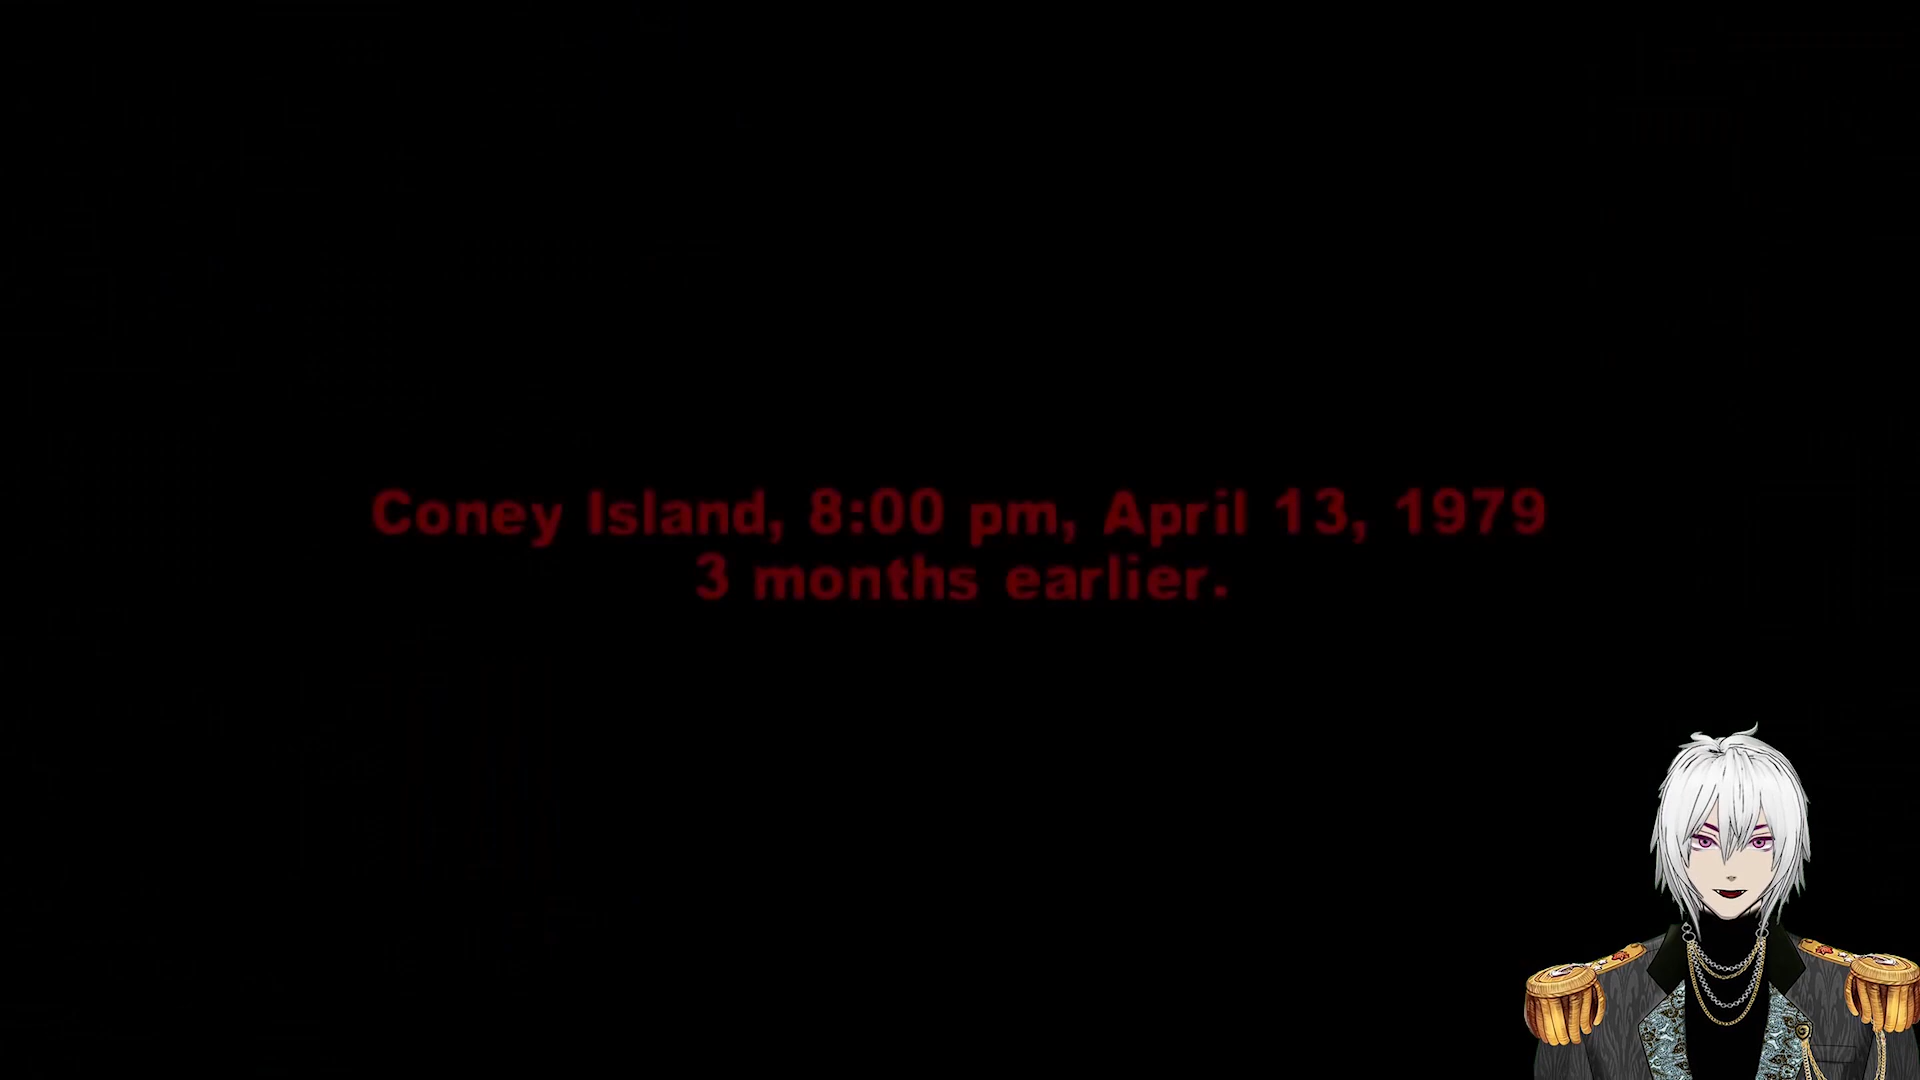 Coney Island, 8:00 pm, April 13, 1979
3 months earlier.